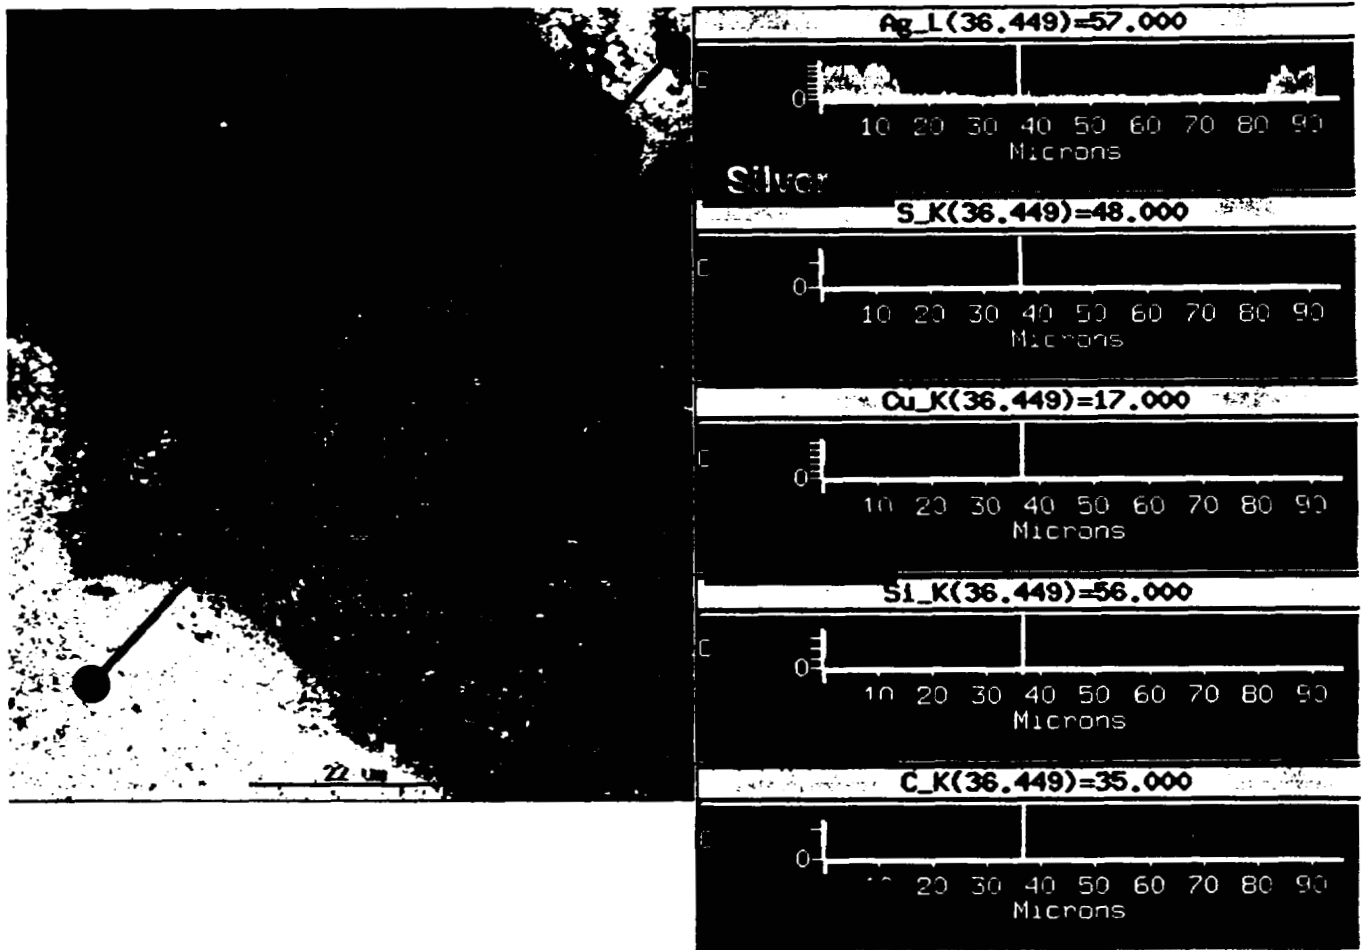 22 um
Ag_L(36.449)=57.000
0
10 20 30 40 50 60 70 80 90
Microns
Silver
S_K(36.449)=48.000
0
10 20 30 40 50 60 70 80 90
Microns
Cu_K(36.449)=17.000
0
10 20 30 40 50 60 70 80 90
Microns
Si_K(36.449)=56.000
0
10 20 30 40 50 60 70 80 90
Microns
C_K(36.449)=35.000
0
20 30 40 50 60 70 80 90
Microns